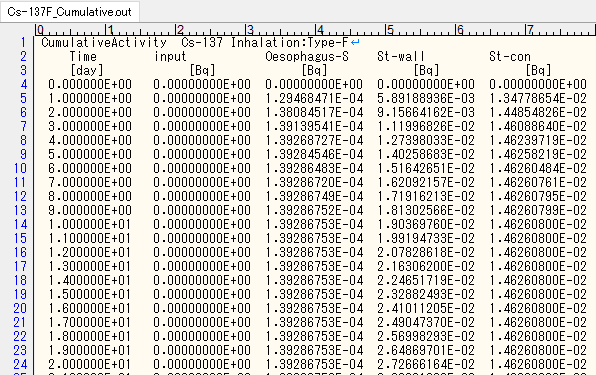 Cs-137F_Cumulative.out
0 1 2 3 4 5 6 7
1 CumulativeActivity Cs-137 Inhalation:Type-F↵
2 Time input Oesophagus-S St-wall St-con
3 [day] [Bq] [Bq] [Bq] [Bq]
4 0.000000E+00 0.00000000E+00 0.00000000E+00 0.00000000E+00 0.00000000E+00
5 1.000000E+00 0.00000000E+00 1.29468471E-04 5.89188936E-03 1.34778654E-02
6 2.000000E+00 0.00000000E+00 1.38084517E-04 9.15664162E-03 1.44854826E-02
7 3.000000E+00 0.00000000E+00 1.39139541E-04 1.11996826E-02 1.46088640E-02
8 4.000000E+00 0.00000000E+00 1.39268727E-04 1.27398033E-02 1.46239719E-02
9 5.000000E+00 0.00000000E+00 1.39284546E-04 1.40258683E-02 1.46258219E-02
10 6.000000E+00 0.00000000E+00 1.39286483E-04 1.51642651E-02 1.46260484E-02
11 7.000000E+00 0.00000000E+00 1.39286720E-04 1.62092157E-02 1.46260761E-02
12 8.000000E+00 0.00000000E+00 1.39286749E-04 1.71916213E-02 1.46260795E-02
13 9.000000E+00 0.00000000E+00 1.39286752E-04 1.81302566E-02 1.46260799E-02
14 1.000000E+01 0.00000000E+00 1.39286753E-04 1.90369760E-02 1.46260800E-02
15 1.100000E+01 0.00000000E+00 1.39286753E-04 1.99194733E-02 1.46260800E-02
16 1.200000E+01 0.00000000E+00 1.39286753E-04 2.07828618E-02 1.46260800E-02
17 1.300000E+01 0.00000000E+00 1.39286753E-04 2.16306200E-02 1.46260800E-02
18 1.400000E+01 0.00000000E+00 1.39286753E-04 2.24651719E-02 1.46260800E-02
19 1.500000E+01 0.00000000E+00 1.39286753E-04 2.32882493E-02 1.46260800E-02
20 1.600000E+01 0.00000000E+00 1.39286753E-04 2.41011205E-02 1.46260800E-02
21 1.700000E+01 0.00000000E+00 1.39286753E-04 2.49047370E-02 1.46260800E-02
22 1.800000E+01 0.00000000E+00 1.39286753E-04 2.56998293E-02 1.46260800E-02
23 1.900000E+01 0.00000000E+00 1.39286753E-04 2.64869701E-02 1.46260800E-02
24 2.000000E+01 0.00000000E+00 1.39286753E-04 2.72666164E-02 1.46260800E-02